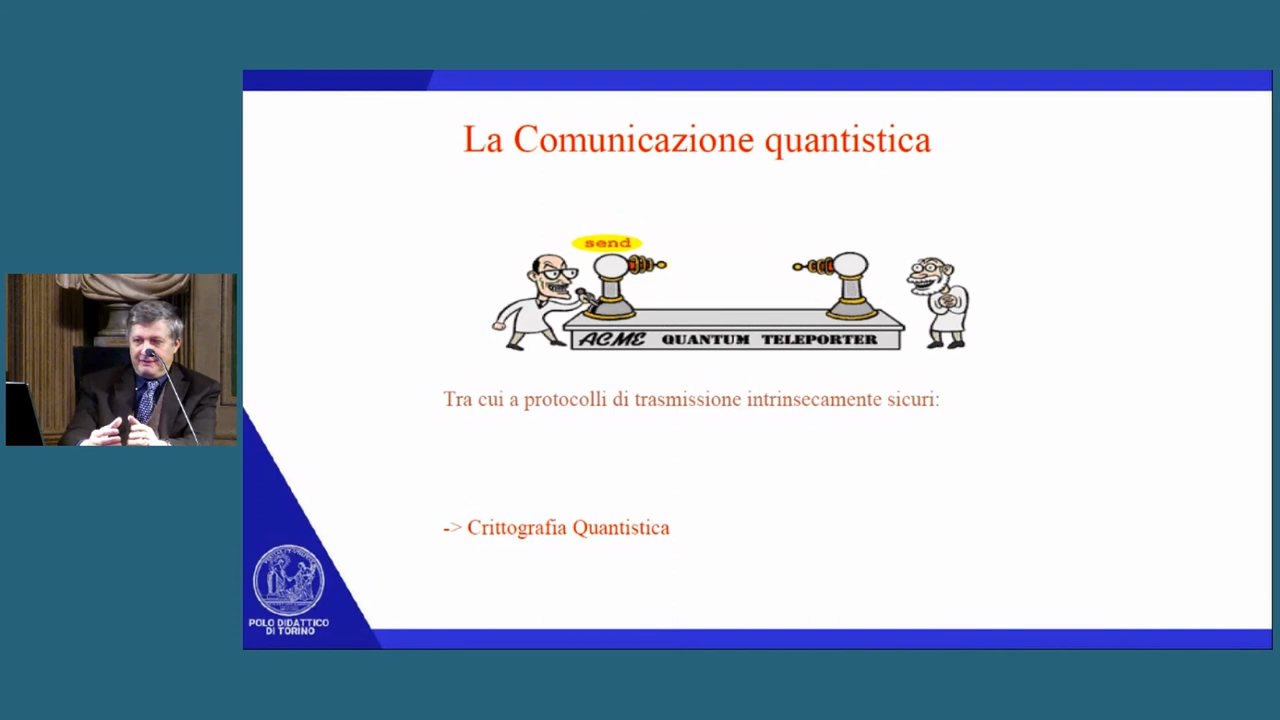 La Comunicazione quantistica
send
ACME QUANTUM TELEPORTER
Tra cui a protocolli di trasmissione intrinsecamente sicuri:
-> Crittografia Quantistica
POLO DIDATTICO
DI TORINO